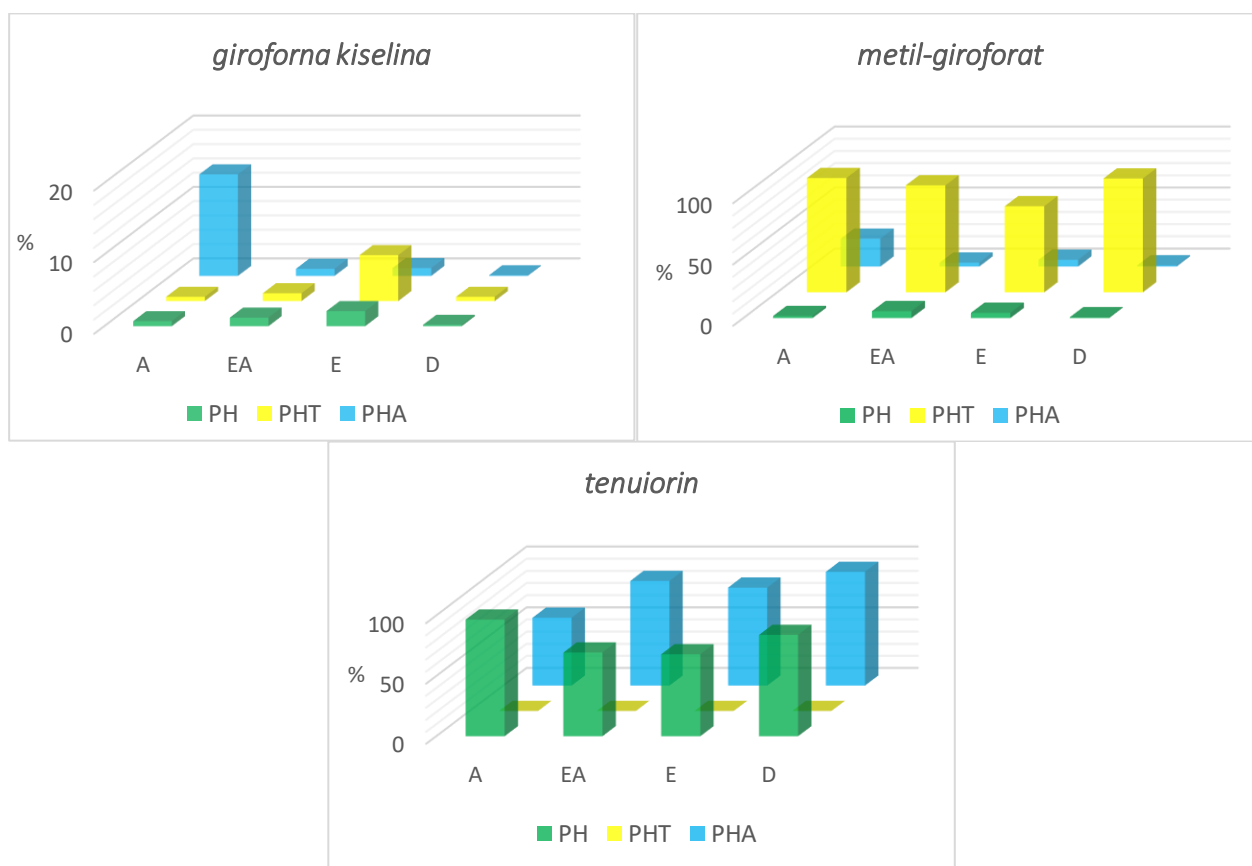 giroforna kiselina
20
%
10
0
A EA E D
PH PHT PHA
metil-giroforat
100
50
%
0
A EA E D
PH PHT PHA
tenuiorin
100
%
50
0
A EA E D
PH PHT PHA